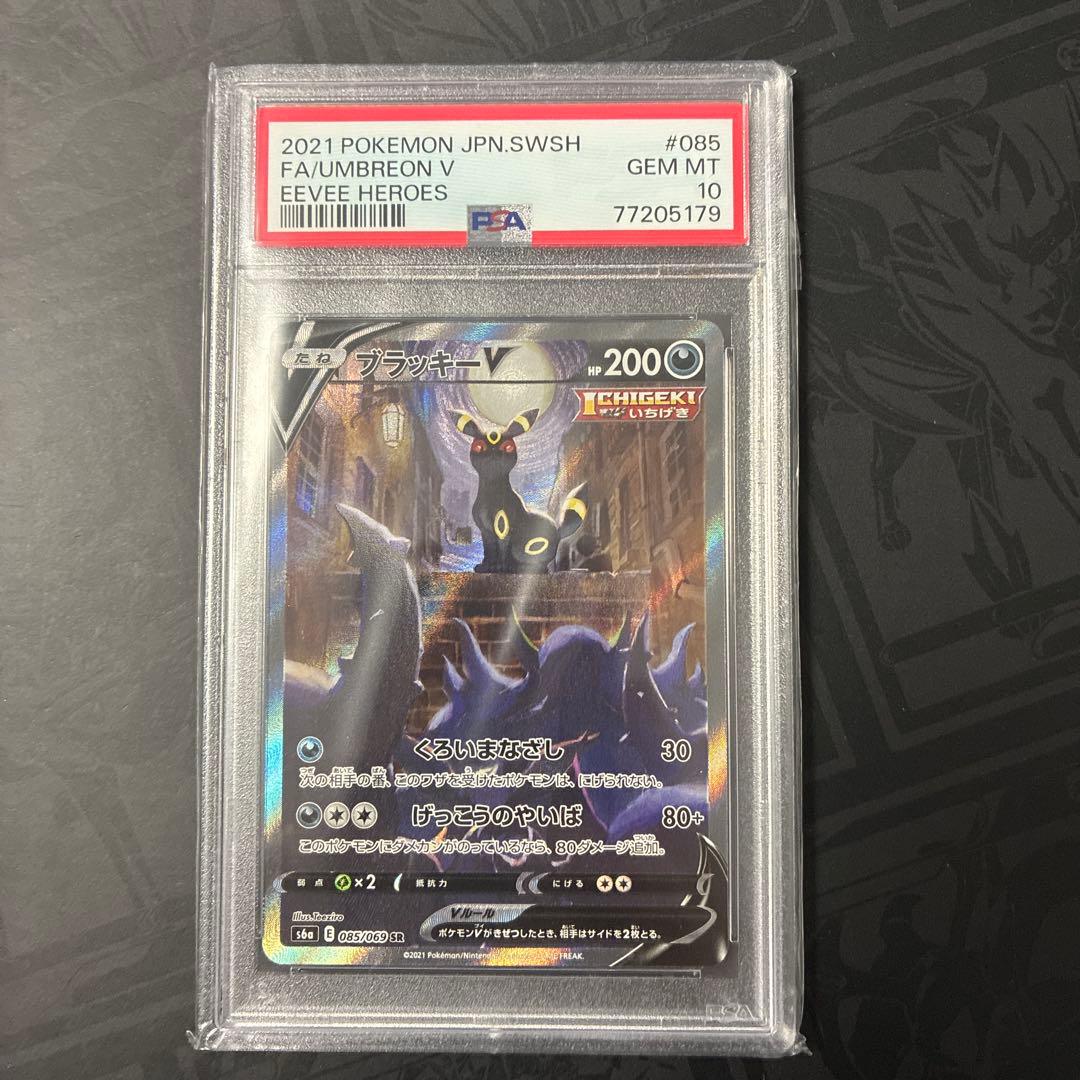 2021 POKEMON JPN.SWSH #085
FA/UMBREON V GEM MT
EEVEE HEROES 10
PSA 77205179
たね ブラッキーV HP 200
ICHIGEKI
いちげき
くろいまなざし 30
次の相手の番、このワザを受けたポケモンは、にげられない。
げっこうのやいば 80+
このポケモンにダメカンがのっているなら、80ダメージ追加。
弱点 ×2 抵抗力 にげる
Illus. Teeziro
Vルール
s6a E 085/069 SR ポケモンVがきぜつしたとき、相手はサイドを2枚とる。
©2021 Pokémon/Nintendo FREAK.
PSA